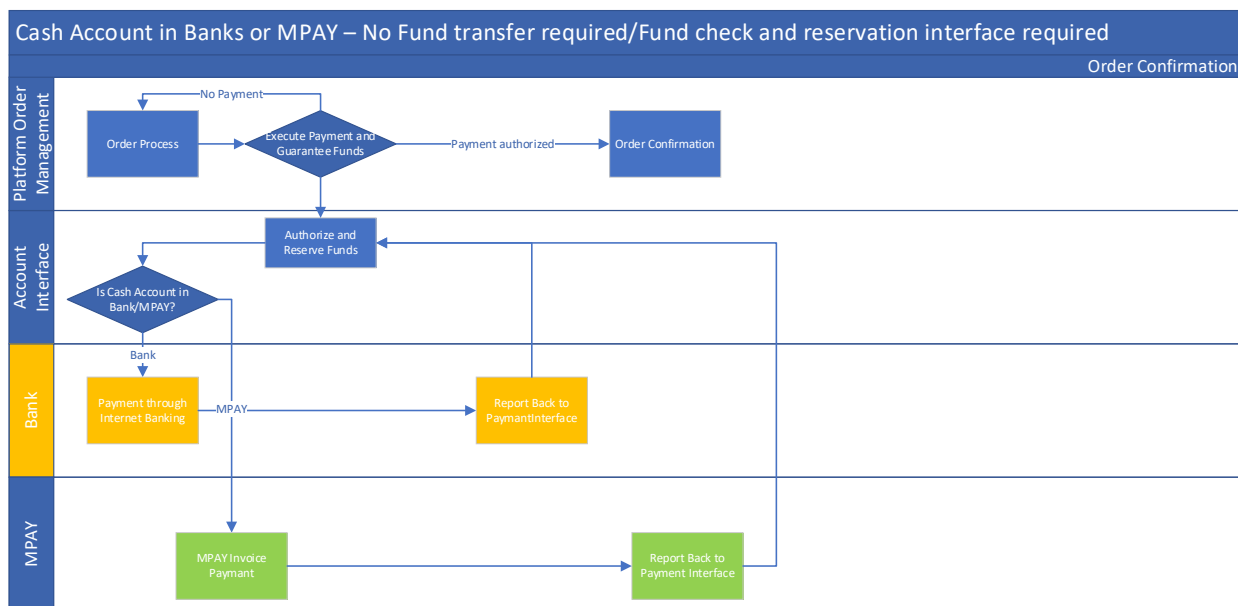 Cash Account in Banks or MPAY – No Fund transfer required/Fund check and reservation interface required
Order Confirmation
Platform Order
Management
No Payment
Order Process
Execute Payment and
Guarantee Funds
Payment authorized
Order Confirmation
Account
Interface
Authorize and
Reserve Funds
Is Cash Account in
Bank/MPAY?
Bank
Bank
Payment through
Internet Banking
MPAY
Report Back to
PaymantInterface
MPAY
MPAY Invoice
Paymant
Report Back to
Payment Interface